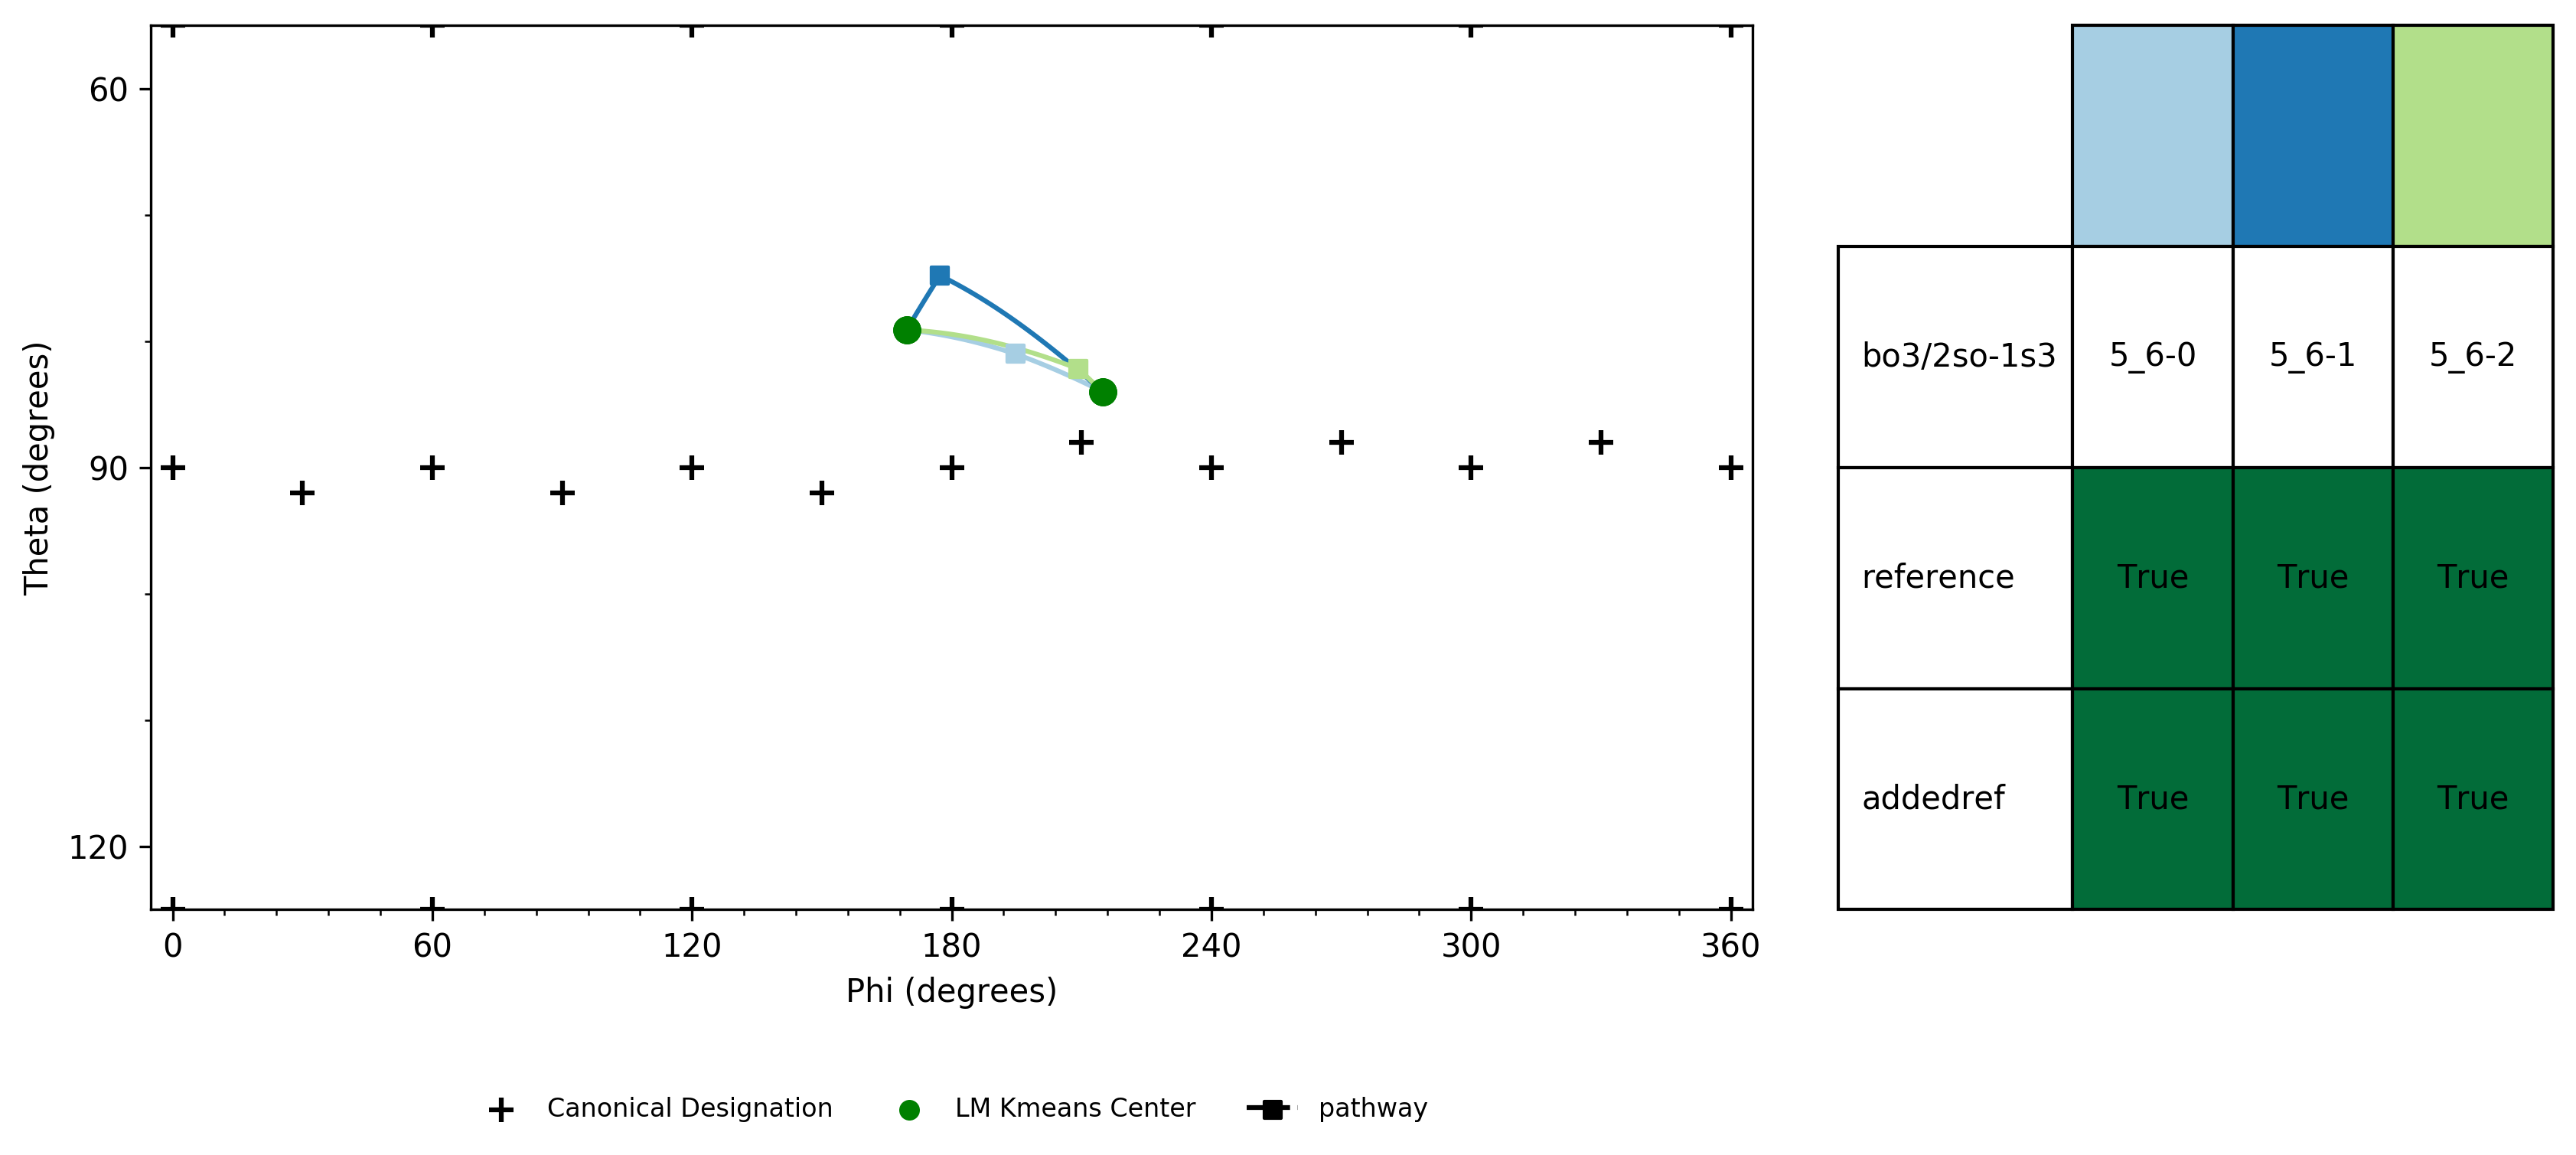 60
90
120
Theta (degrees)
0 60 120 180 240 300 360
Phi (degrees)
Canonical Designation LM Kmeans Center pathway
bo3/2so-1s3 5_6-0 5_6-1 5_6-2
reference True True True
addedref True True True